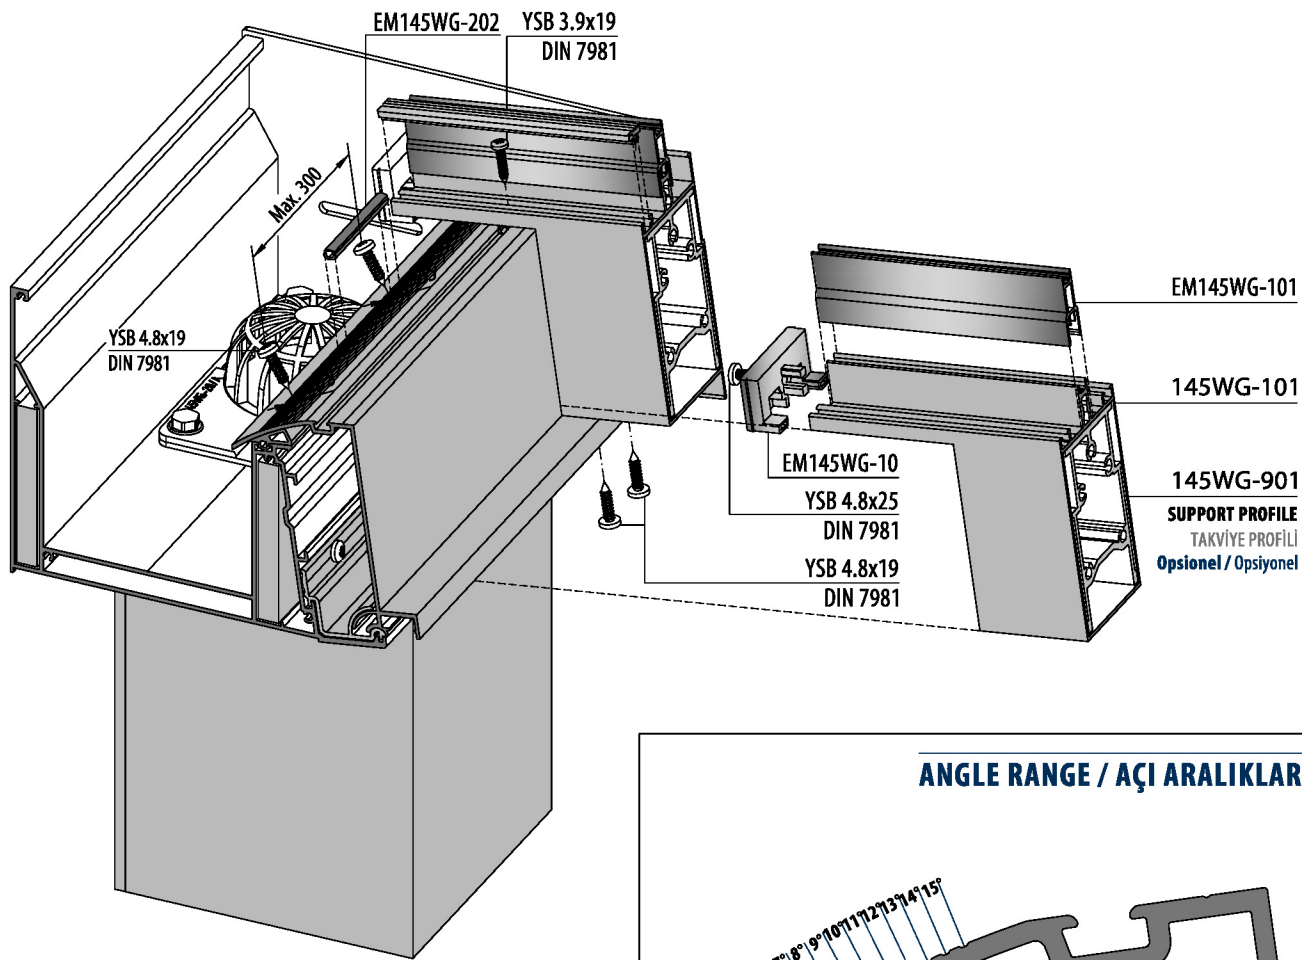 EM145WG-202
YSB 3.9x19
DIN 7981
Max. 300
YSB 4.8x19
DIN 7981
EM145WG-101
145WG-101
EM145WG-10
145WG-901
SUPPORT PROFILE
TAKVİYE PROFİLİ
Opsionel / Opsiyonel
YSB 4.8x25
DIN 7981
YSB 4.8x19
DIN 7981
ANGLE RANGE / AÇI ARALIKLAR
7° 8° 9° 10° 11° 12° 13° 14° 15°